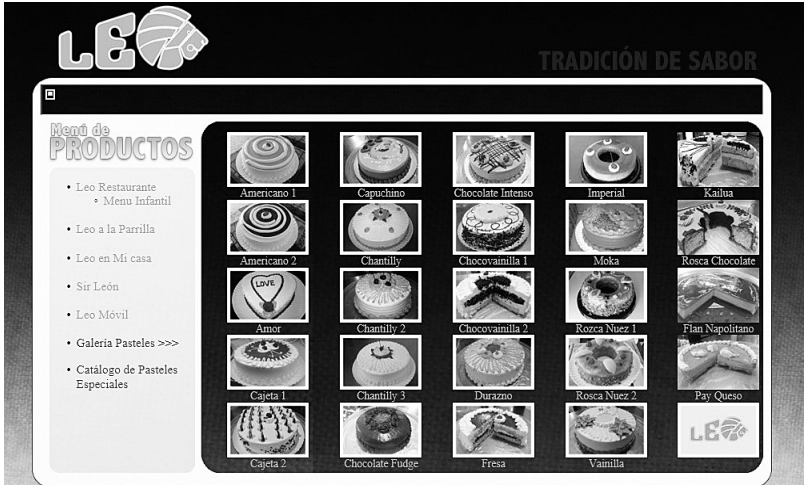 LEO
TRADICIÓN DE SABOR
Menú de
PRODUCTOS
• Leo Restaurante
◦ Menu Infantil
• Leo a la Parrilla
• Leo en Mi casa
• Sir León
• Leo Móvil
• Galería Pasteles >>>
• Catálogo de Pasteles
Especiales
Americano 1 Capuchino Chocolate Intenso Imperial Kailua
Americano 2 Chantilly Chocovainilla 1 Moka Rosca Chocolate
LOVE
Amor Chantilly 2 Chocovainilla 2 Rozca Nuez 1 Flan Napolitano
Cajeta 1 Chantilly 3 Durazno Rosca Nuez 2 Pay Queso
LEO
Cajeta 2 Chocolate Fudge Fresa Vainilla